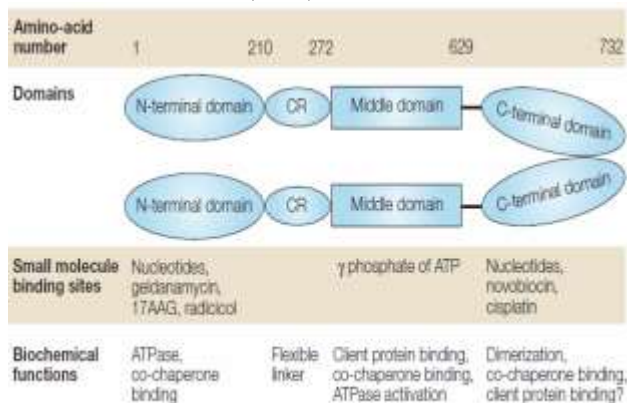 Amino-acid
number 1 210 272 629 732
Domains
N-terminal domain CR Middle domain C-terminal domain
N-terminal domain CR Middle domain C-terminal domain
Small molecule Nucleotides, γ phosphate of ATP Nucleotides,
binding sites geldanamycin, novobiocin,
17AAG, radicicol cisplatin
Biochemical ATPase, Flexible Client protein binding, Dimerization,
functions co-chaperone linker co-chaperone binding, co-chaperone binding,
binding ATPase activation client protein binding?